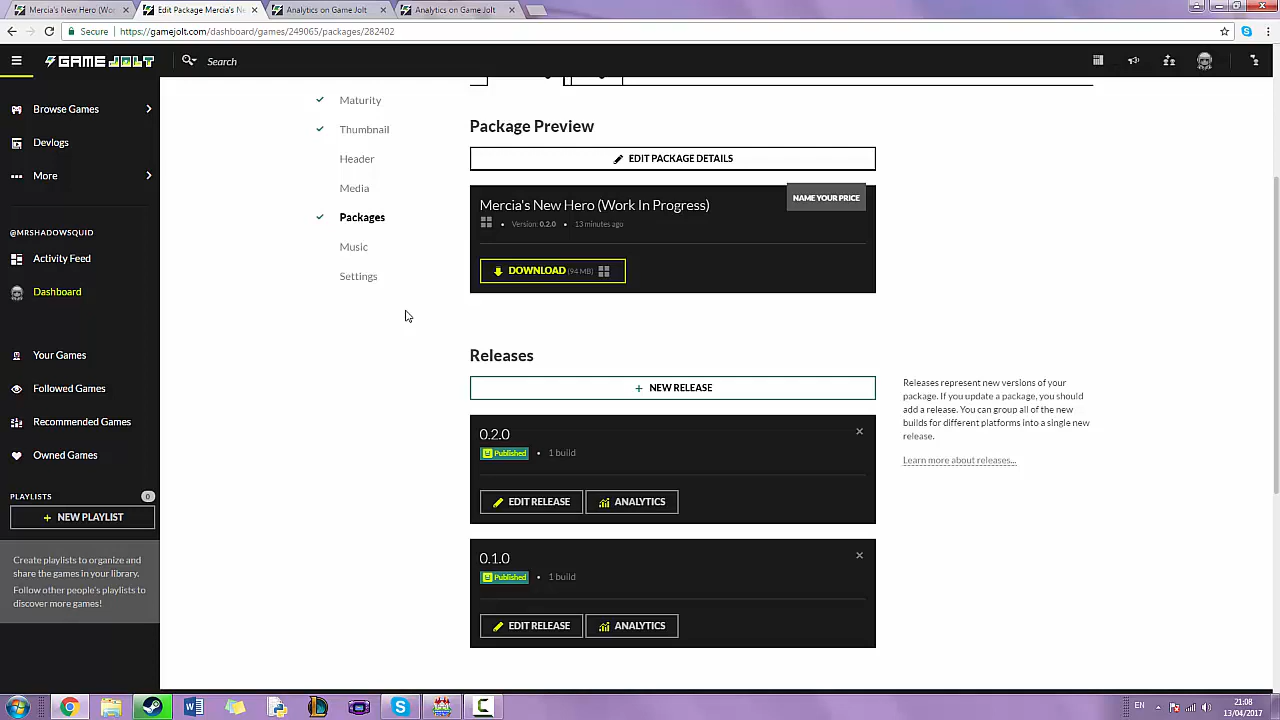 Mercia's New Hero (Work
Edit Package Mercia's Ne
Analytics on Game Jolt
Analytics on Game Jolt
Secure
https://gamejolt.com/dashboard/games/249065/packages/282402
GAME JOLT
Search
Browse Games
Devlogs
More
@MRSHADOWSQUID
Activity Feed
Dashboard
Your Games
Followed Games
Recommended Games
Owned Games
PLAYLISTS
0
+ NEW PLAYLIST
Create playlists to organize and
share the games in your library.
Follow other people's playlists to
discover more games!
Maturity
Thumbnail
Header
Media
Packages
Music
Settings
Package Preview
EDIT PACKAGE DETAILS
Mercia's New Hero (Work In Progress)
NAME YOUR PRICE
• Version: 0.2.0 • 13 minutes ago
DOWNLOAD (94 MB)
Releases
+ NEW RELEASE
0.2.0
Published • 1 build
EDIT RELEASE
ANALYTICS
0.1.0
Published • 1 build
EDIT RELEASE
ANALYTICS
Releases represent new versions of your
package. If you update a package, you should
add a release. You can group all of the new
builds for different platforms into a single new
release.
Learn more about releases...
EN
21:08
13/04/2017